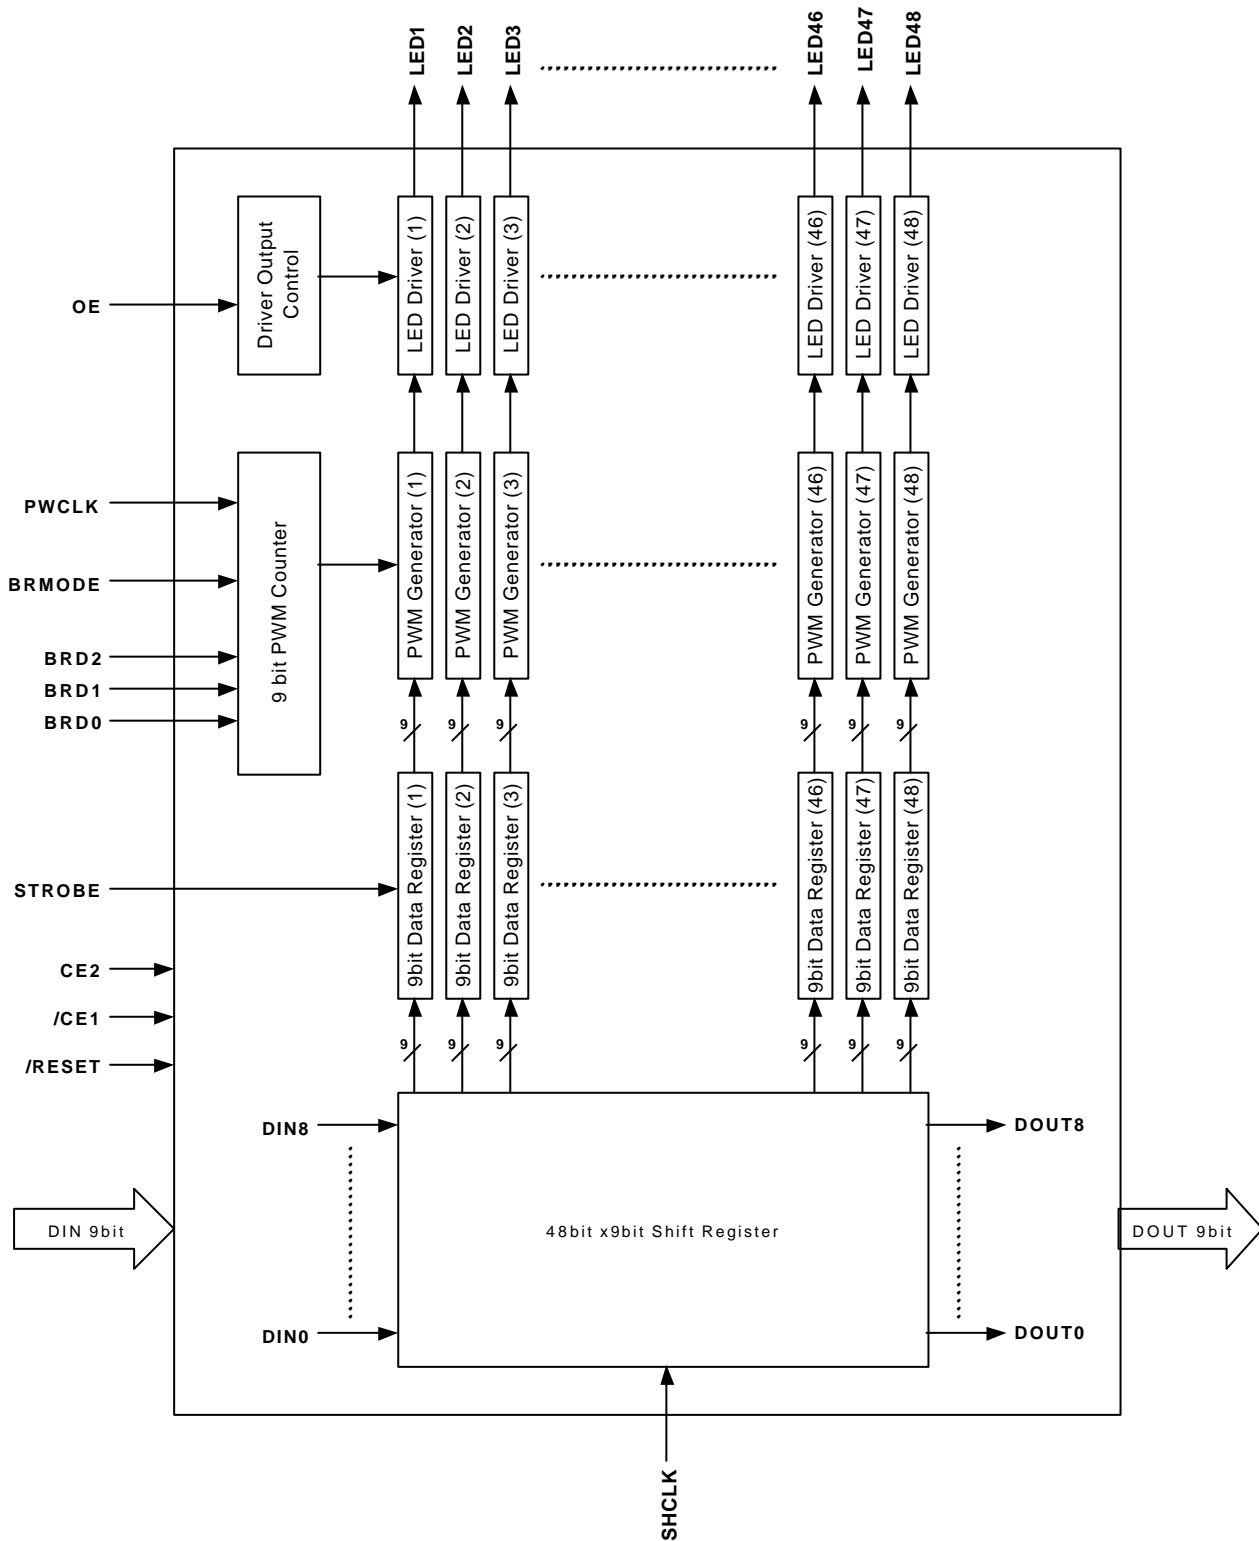 LED1
LED2
LED3
LED46
LED47
LED48
OE
Driver Output
Control
LED Driver (1)
LED Driver (2)
LED Driver (3)
LED Driver (46)
LED Driver (47)
LED Driver (48)
PWCLK
BRMODE
BRD2
BRD1
BRD0
9 bit PWM Counter
PWM Generator (1)
PWM Generator (2)
PWM Generator (3)
PWM Generator (46)
PWM Generator (47)
PWM Generator (48)
9
9
9
9
9
9
STROBE
9bit Data Register (1)
9bit Data Register (2)
9bit Data Register (3)
9bit Data Register (46)
9bit Data Register (47)
9bit Data Register (48)
CE2
/CE1
/RESET
9
9
9
9
9
9
DIN8
DOUT8
DIN 9bit
48bit x9bit Shift Register
DOUT 9bit
DIN0
DOUT0
SHCLK